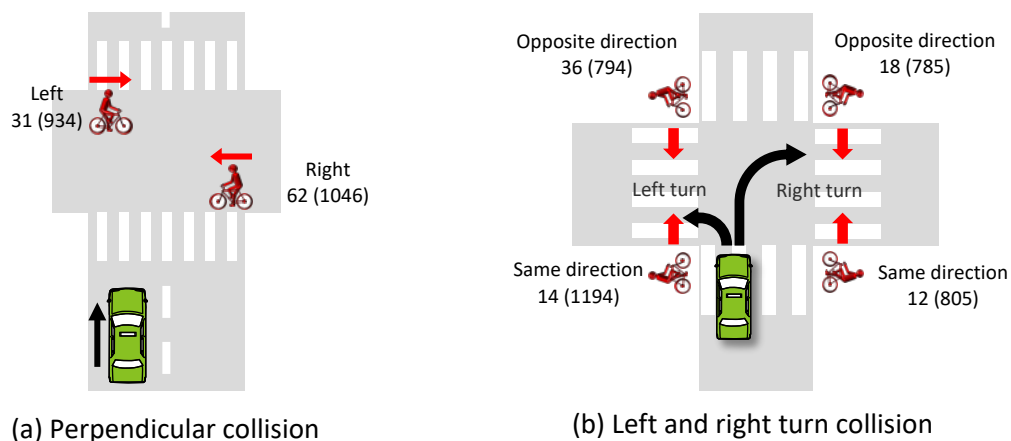 Left
31 (934)
Right
62 (1046)
(a) Perpendicular collision
Opposite direction
36 (794)
Opposite direction
18 (785)
Left turn
Right turn
Same direction
14 (1194)
Same direction
12 (805)
(b) Left and right turn collision